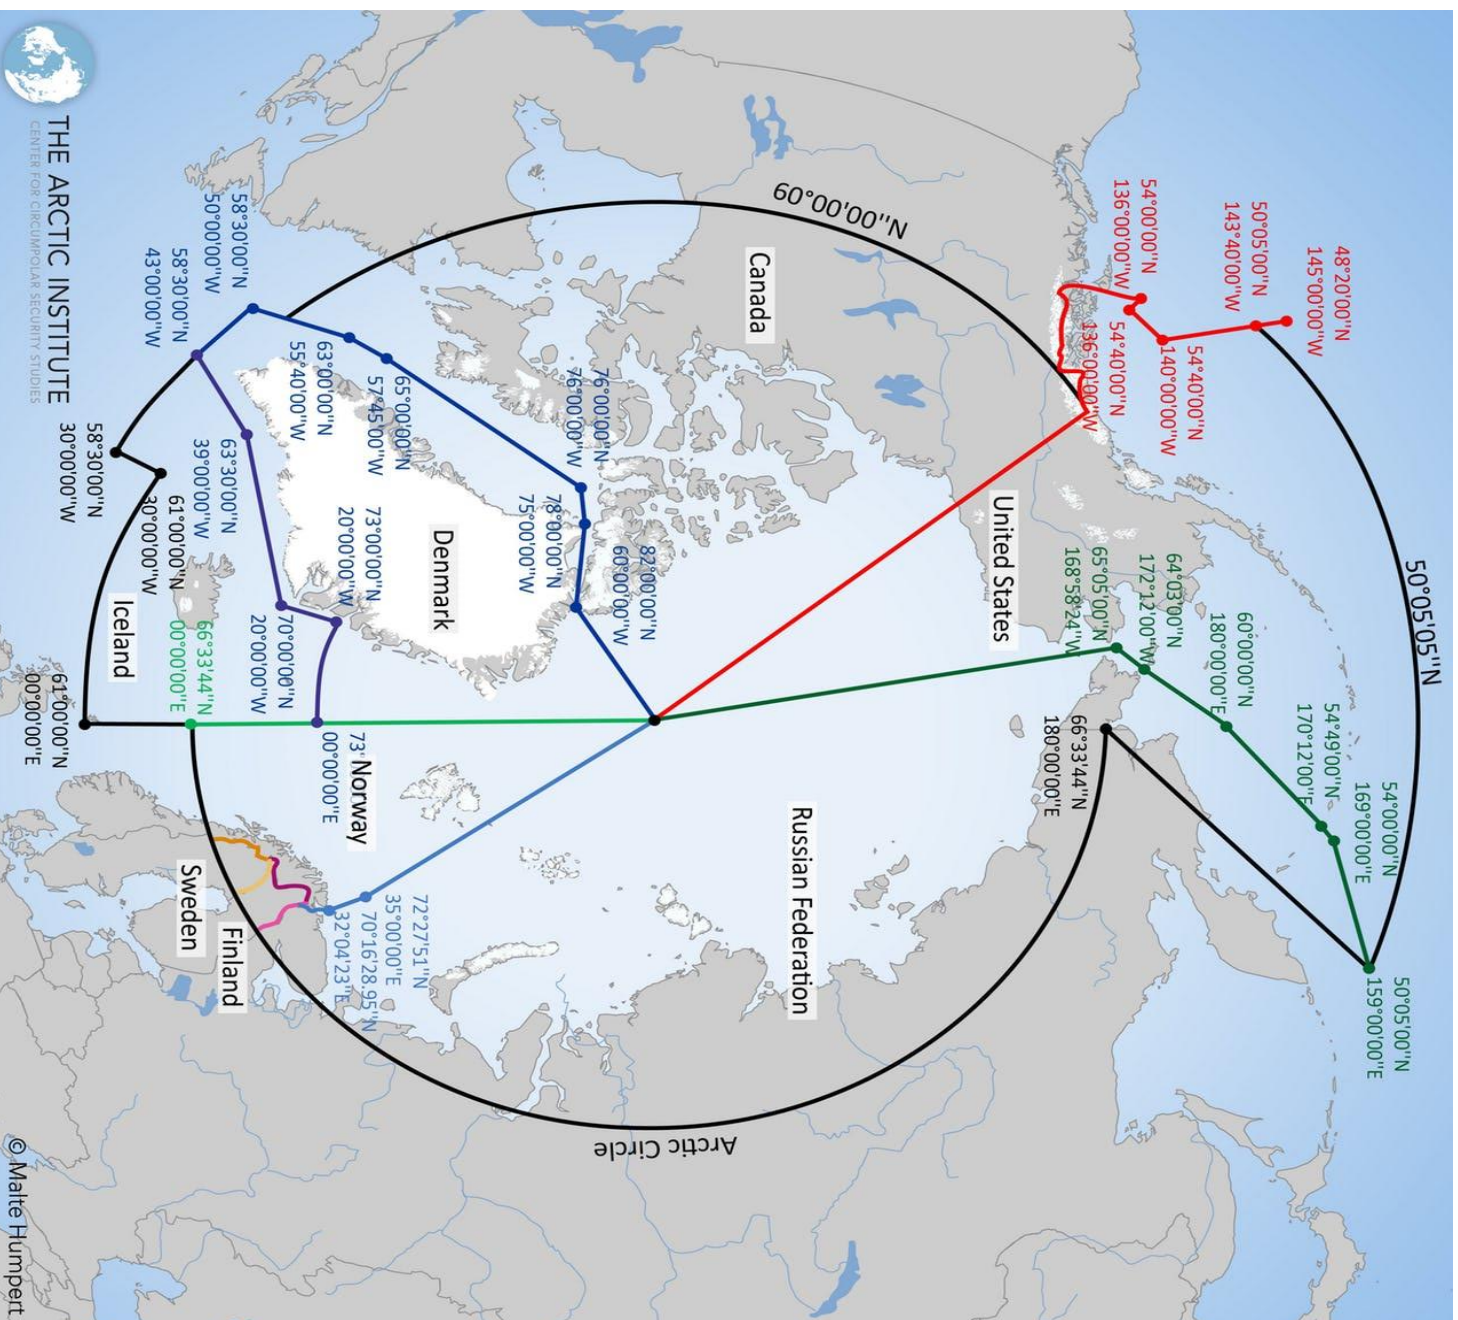 THE ARCTIC INSTITUTE
CENTER FOR CIRCUMPOLAR SECURITY STUDIES
48°20'00"N
145°00'00"W
50°05'00"N
143°40'00"W
54°00'00"N
136°00'00"W
54°40'00"N
140°00'00"W
54°40'00"N
136°00'00"W
60°00'00"N
Canada
58°30'00"N
50°00'00"W
58°30'00"N
43°00'00"W
63°00'00"N
55°40'00"W
65°00'00"N
57°45'00"W
76°00'00"N
76°00'00"W
78°00'00"N
75°00'00"W
82°00'00"N
60°00'00"W
58°30'00"N
30°00'00"W
61°00'00"N
30°00'00"W
63°30'00"N
39°00'00"W
73°00'00"N
20°00'00"W
70°00'00"N
20°00'00"W
Denmark
Iceland
66°33'44"N
00°00'00"E
61°00'00"N
00°00'00"E
United States
65°05'00"N
168°58'24"W
64°03'00"N
172°12'00"W
60°00'00"N
180°00'00"E
50°05'05"N
54°49'00"N
170°12'00"E
54°00'00"N
169°00'00"E
50°05'00"N
159°00'00"E
66°33'44"N
180°00'00"E
73°
Norway
00°00'00"E
Russian Federation
72°27'51"N
35°00'00"E
70°16'28.95"N
32°04'23"E
Sweden
Finland
Arctic Circle
© Malte Humpert